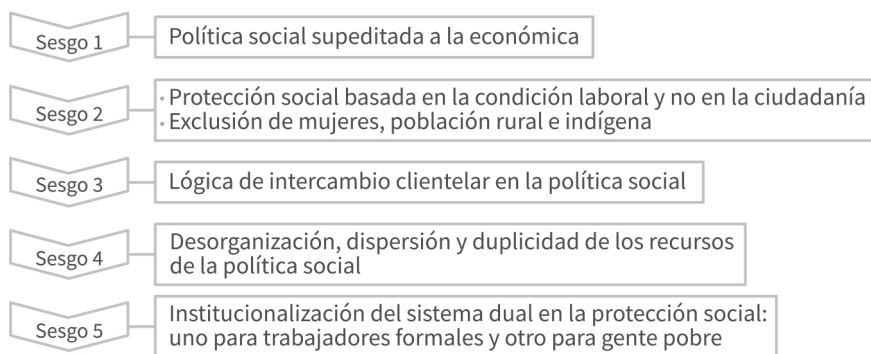 Sesgo 1
Política social supeditada a la económica
Sesgo 2
· Protección social basada en la condición laboral y no en la ciudadanía
· Exclusión de mujeres, población rural e indígena
Sesgo 3
Lógica de intercambio clientelar en la política social
Sesgo 4
Desorganización, dispersión y duplicidad de los recursos
de la política social
Sesgo 5
Institucionalización del sistema dual en la protección social:
uno para trabajadores formales y otro para gente pobre